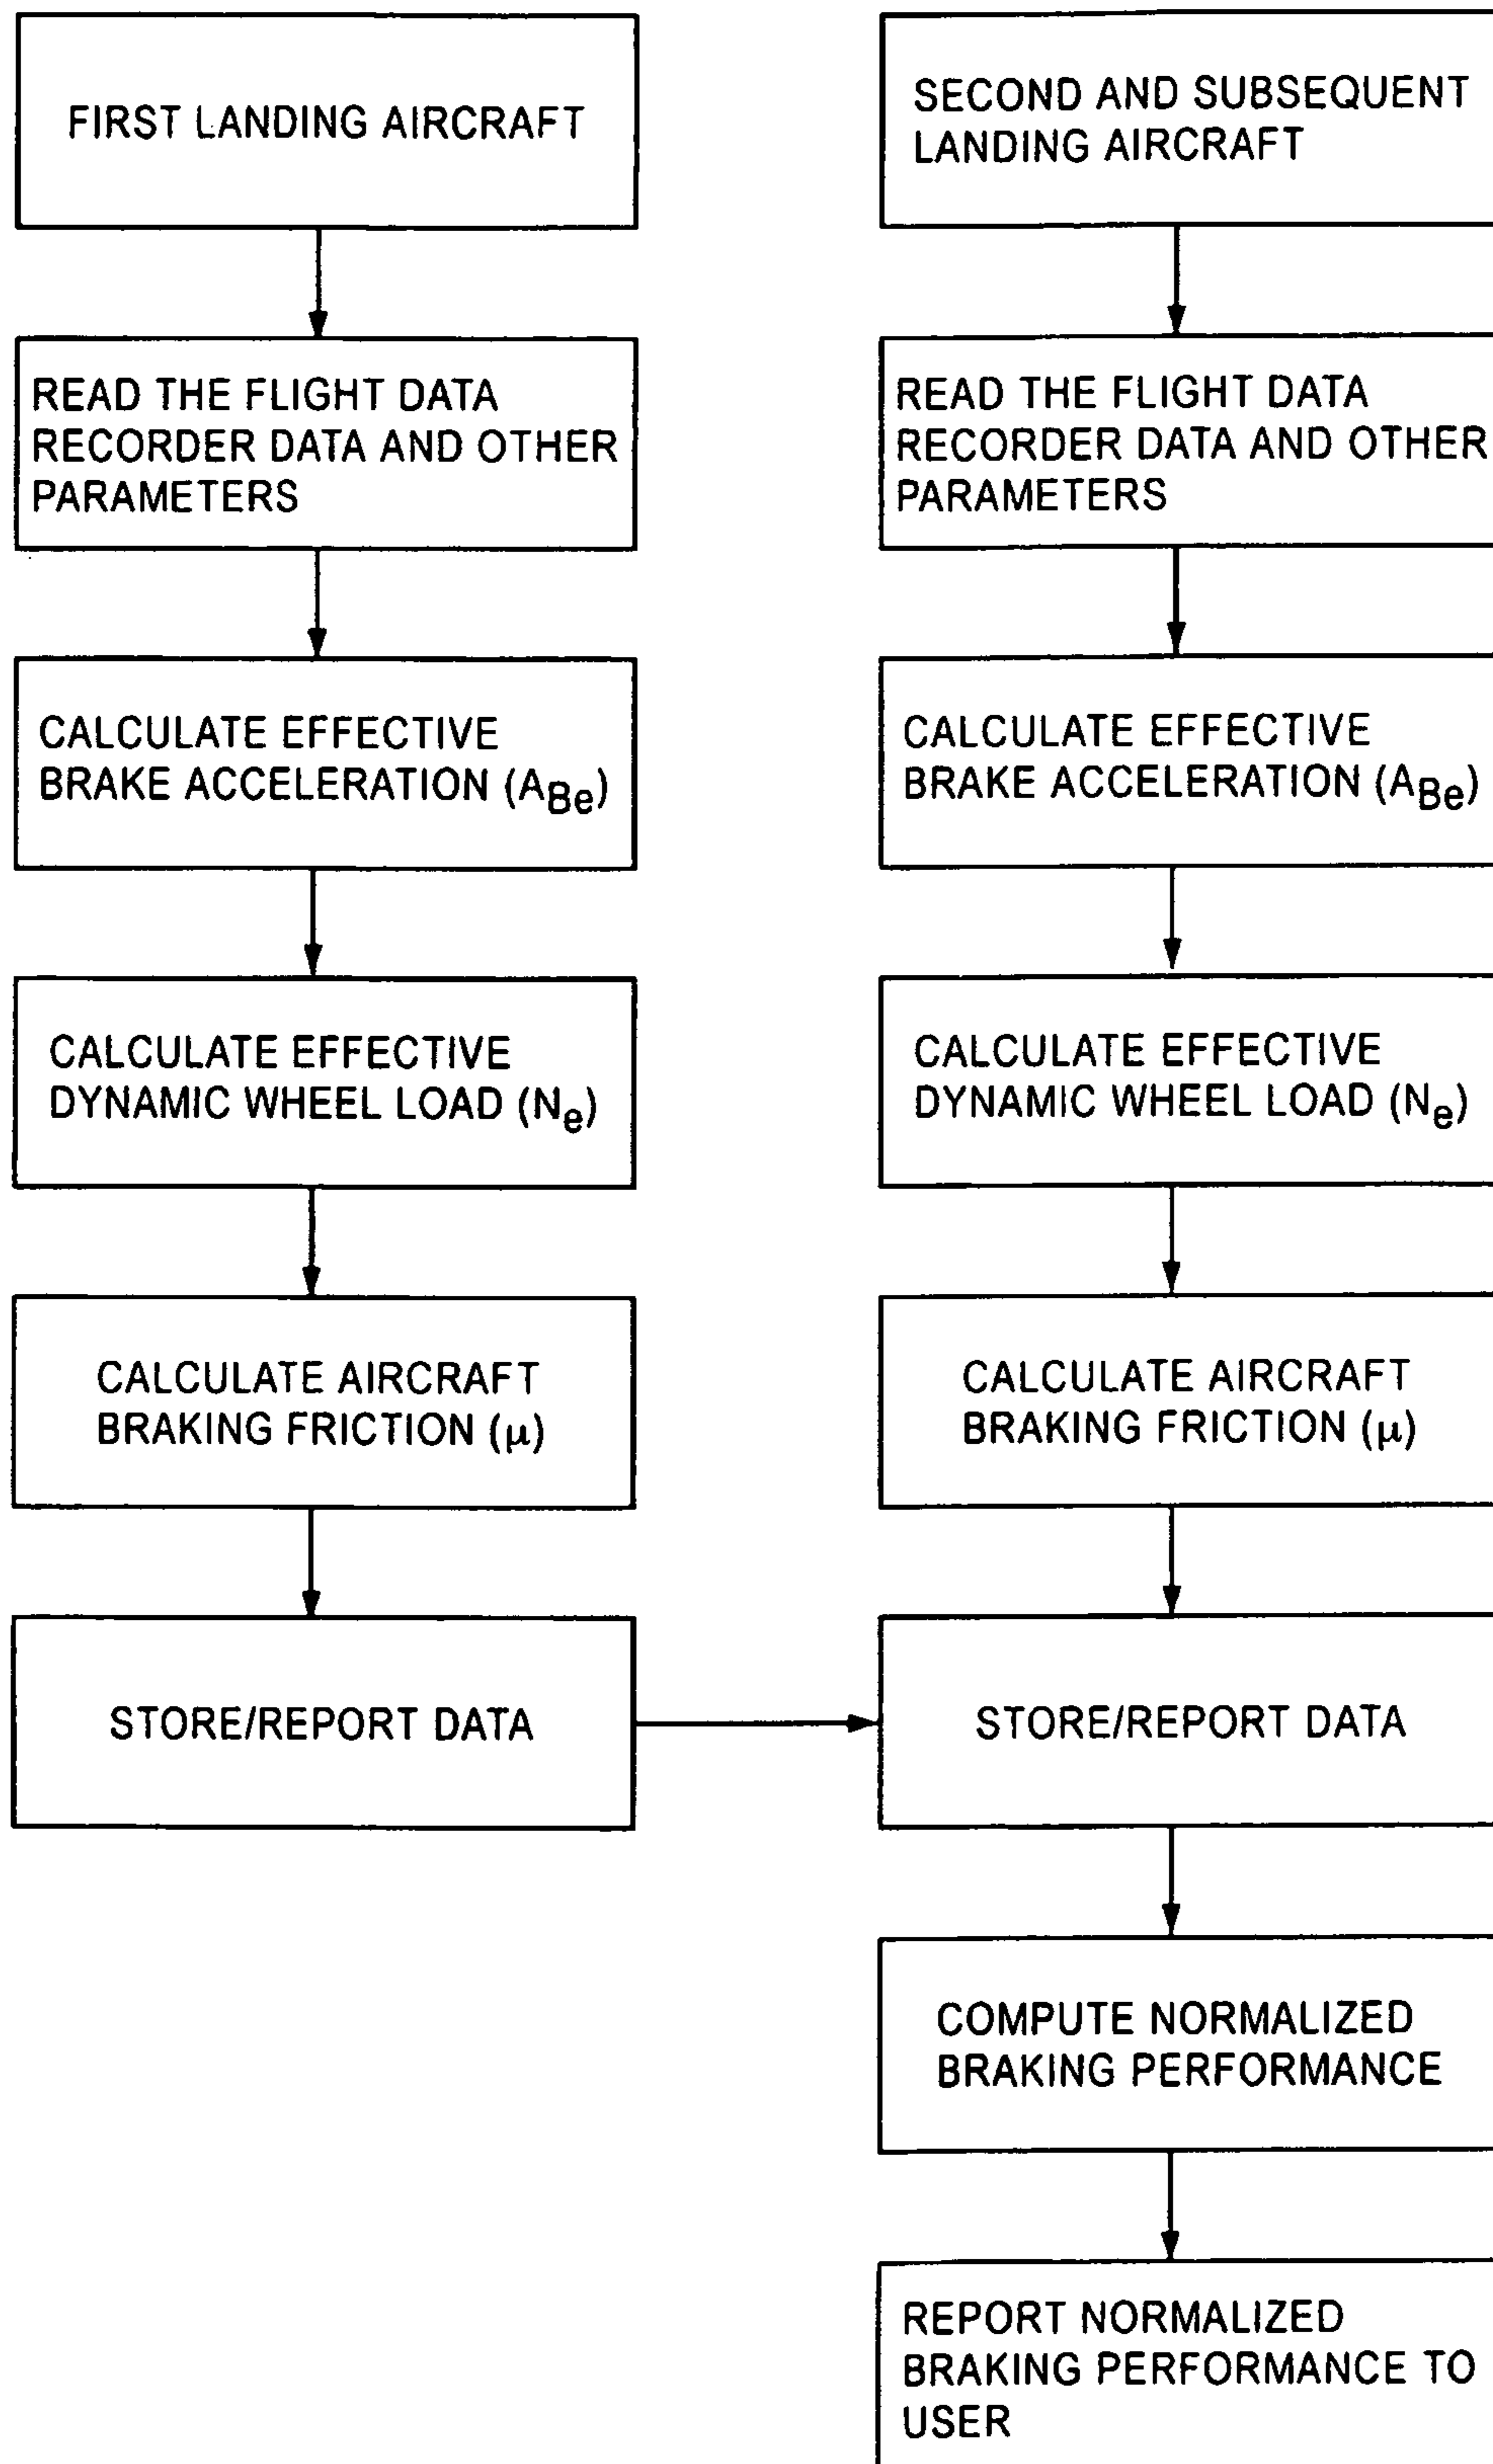 FIRST LANDING AIRCRAFT
READ THE FLIGHT DATA
RECORDER DATA AND OTHER
PARAMETERS
CALCULATE EFFECTIVE
BRAKE ACCELERATION (ABe)
CALCULATE EFFECTIVE
DYNAMIC WHEEL LOAD (Ne)
CALCULATE AIRCRAFT
BRAKING FRICTION (μ)
STORE/REPORT DATA
SECOND AND SUBSEQUENT
LANDING AIRCRAFT
READ THE FLIGHT DATA
RECORDER DATA AND OTHER
PARAMETERS
CALCULATE EFFECTIVE
BRAKE ACCELERATION (ABe)
CALCULATE EFFECTIVE
DYNAMIC WHEEL LOAD (Ne)
CALCULATE AIRCRAFT
BRAKING FRICTION (μ)
STORE/REPORT DATA
COMPUTE NORMALIZED
BRAKING PERFORMANCE
REPORT NORMALIZED
BRAKING PERFORMANCE TO
USER